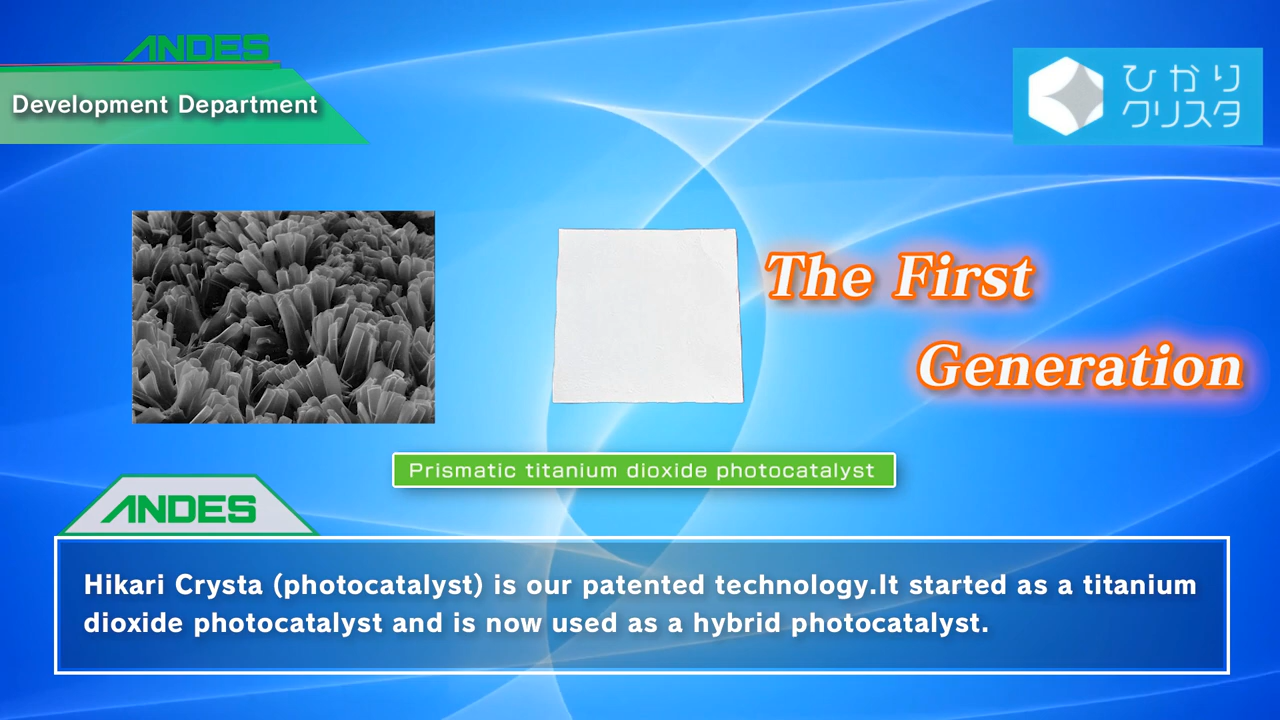 ANDES
Development Department
ひかり
クリスタ
The First
Generation
Prismatic titanium dioxide photocatalyst
ANDES
Hikari Crysta (photocatalyst) is our patented technology.It started as a titanium
dioxide photocatalyst and is now used as a hybrid photocatalyst.